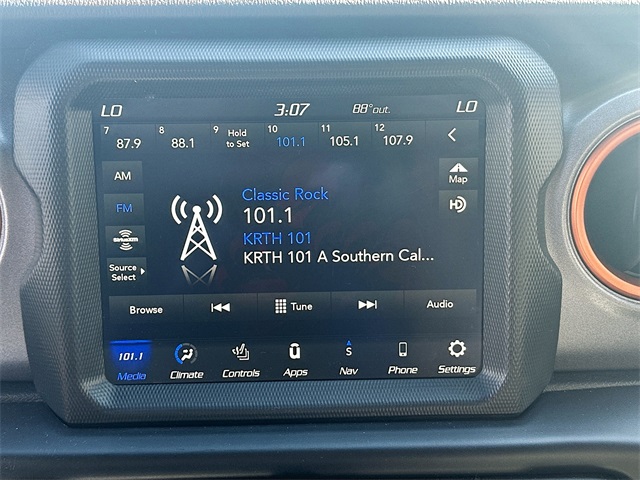 LO 3:07 88°out. LO
7 87.9 8 88.1 9 Hold to Set 10 101.1 11 105.1 12 107.9
AM
FM
SiriusXM
Source Select
Classic Rock
101.1
KRTH 101
KRTH 101 A Southern Cal...
Map
HD
Browse Tune Audio
101.1 S
Media Climate Controls Apps Nav Phone Settings